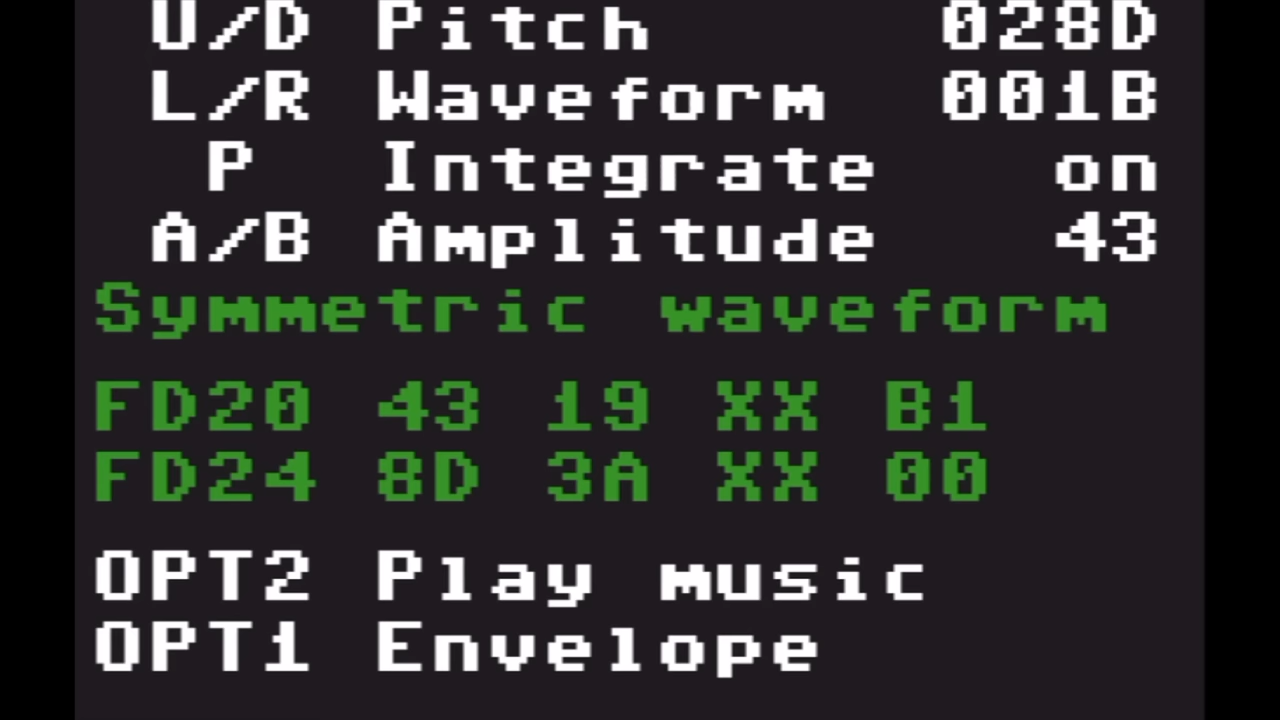 U/D Pitch 028D
L/R Waveform 001B
P Integrate on
A/B Amplitude 43
Symmetric waveform
FD20 43 19 XX B1
FD24 8D 3A XX 00
OPT2 Play music
OPT1 Envelope